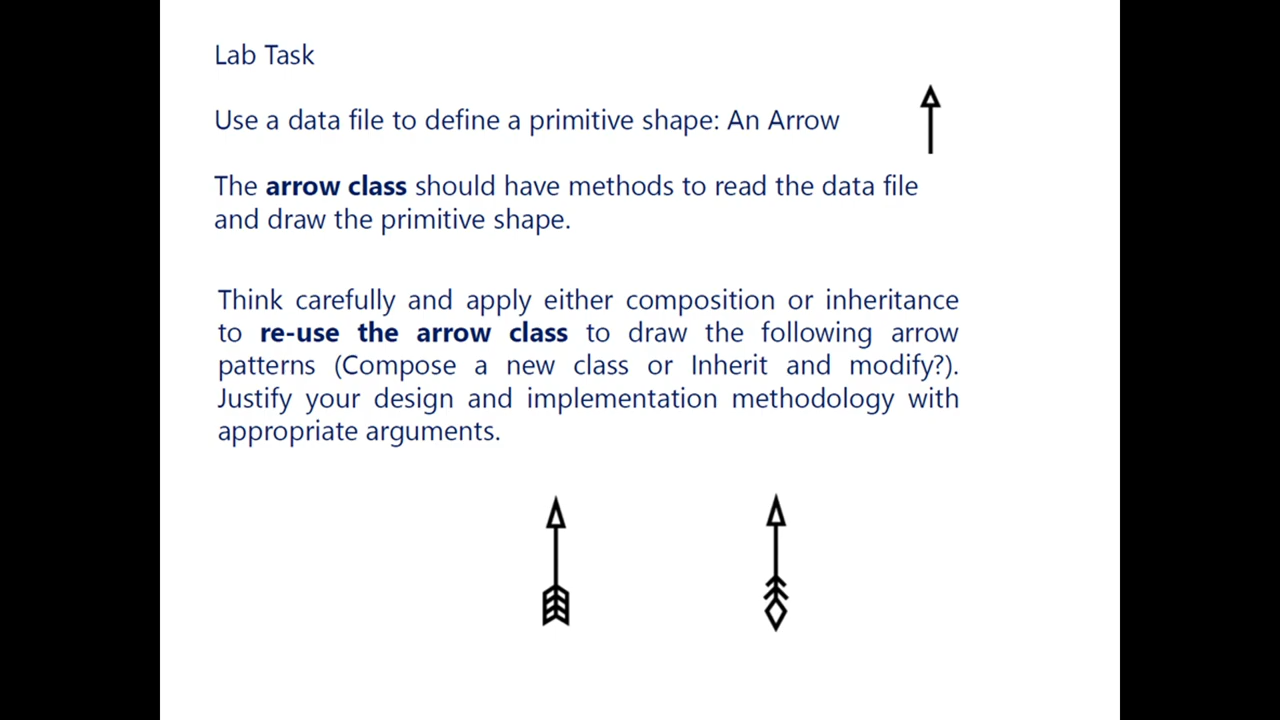 Lab Task
Use a data file to define a primitive shape: An Arrow
The arrow class should have methods to read the data file
and draw the primitive shape.
Think carefully and apply either composition or inheritance
to re-use the arrow class to draw the following arrow
patterns (Compose a new class or Inherit and modify?).
Justify your design and implementation methodology with
appropriate arguments.